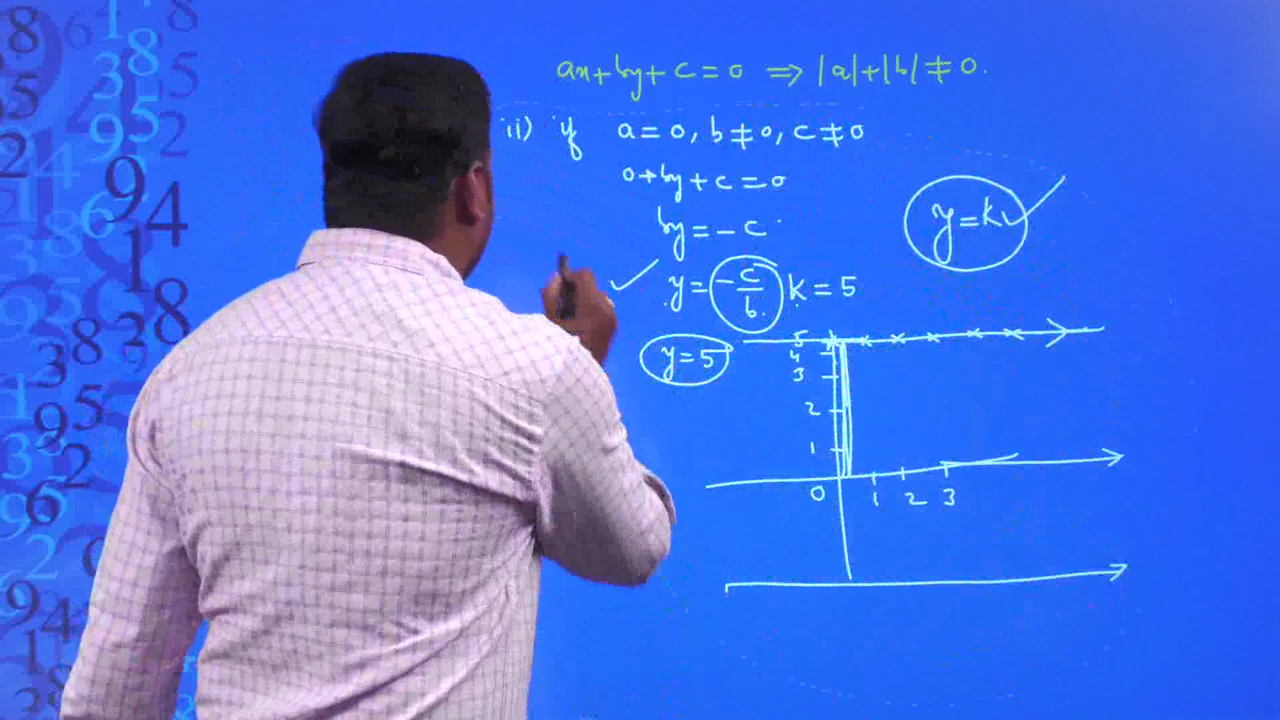 ax+by+c=0 ⇒ |a|+|b| ≠ 0.
ii) if a=0, b≠0, c≠0
0+by+c=0
by=-c
y=k
y=-c/b k=5
y=5
5
4
3
2
1
0 1 2 3